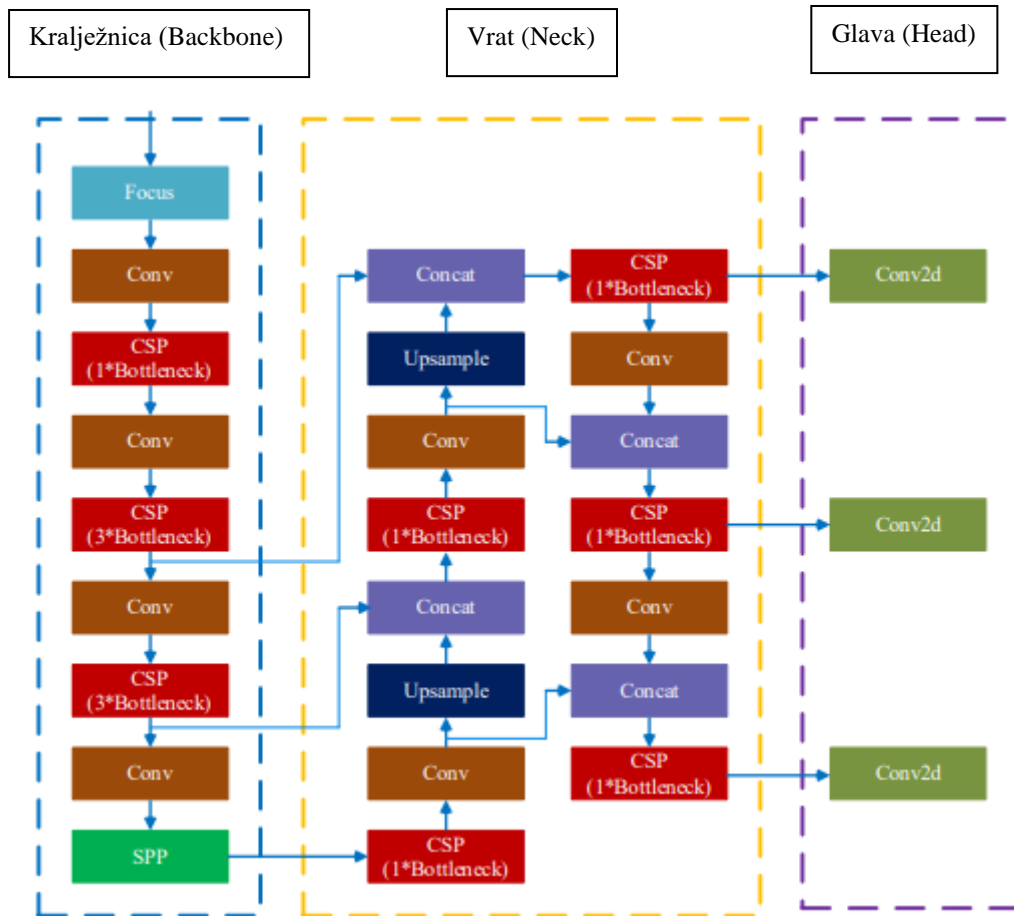 Kralježnica (Backbone)
Vrat (Neck)
Glava (Head)
Focus
Conv
CSP
(1*Bottleneck)
Conv
CSP
(3*Bottleneck)
Conv
CSP
(3*Bottleneck)
Conv
SPP
Concat
Upsample
Conv
CSP
(1*Bottleneck)
Concat
Upsample
Conv
CSP
(1*Bottleneck)
CSP
(1*Bottleneck)
Conv
Concat
CSP
(1*Bottleneck)
Conv
Concat
CSP
(1*Bottleneck)
Conv2d
Conv2d
Conv2d